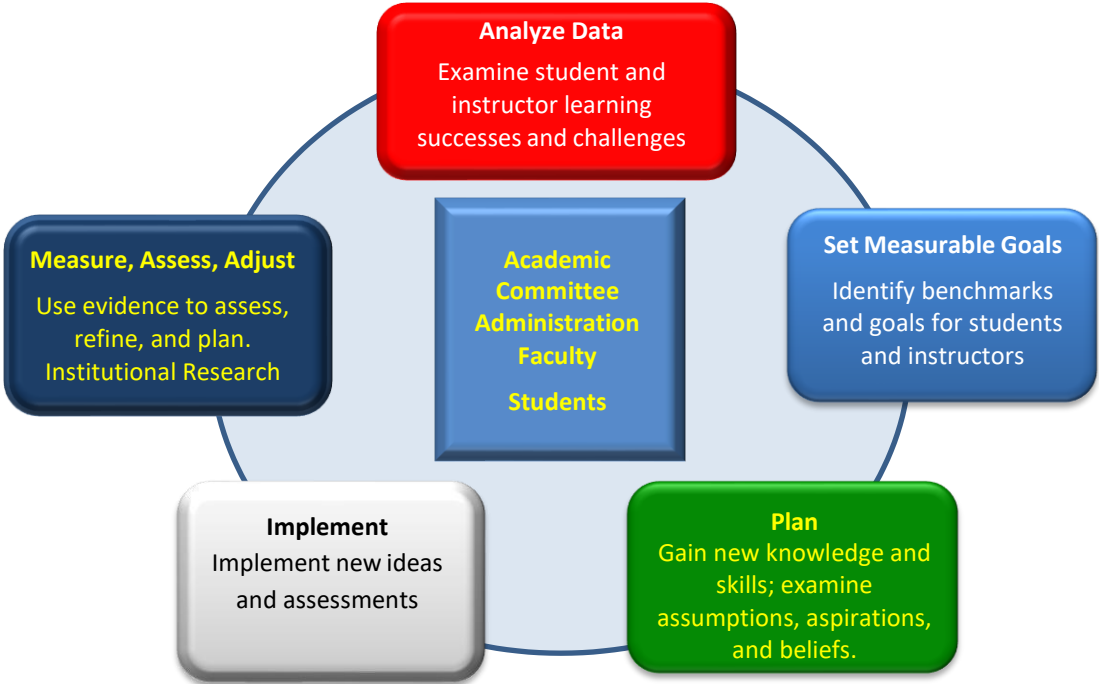 Analyze Data
Examine student and
instructor learning
successes and challenges
Measure, Assess, Adjust
Use evidence to assess,
refine, and plan.
Institutional Research
Academic
Committee
Administration
Faculty
Students
Set Measurable Goals
Identify benchmarks
and goals for students
and instructors
Implement
Implement new ideas
and assessments
Plan
Gain new knowledge and
skills; examine
assumptions, aspirations,
and beliefs.